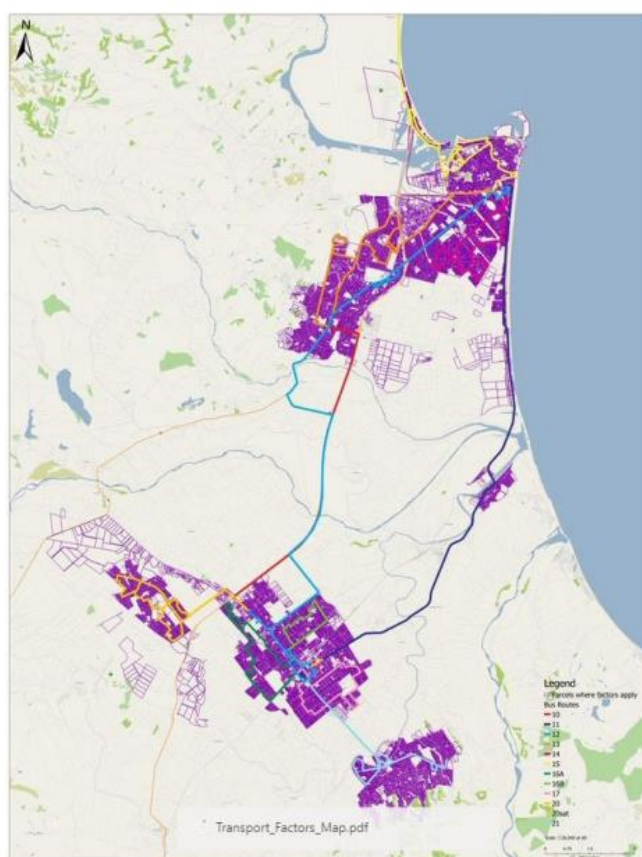 N
Legend
Parcels where factors apply
Bus Routes
10
11
12
13
14
15
16A
16B
17
20
20sat
21
Transport_Factors_Map.pdf